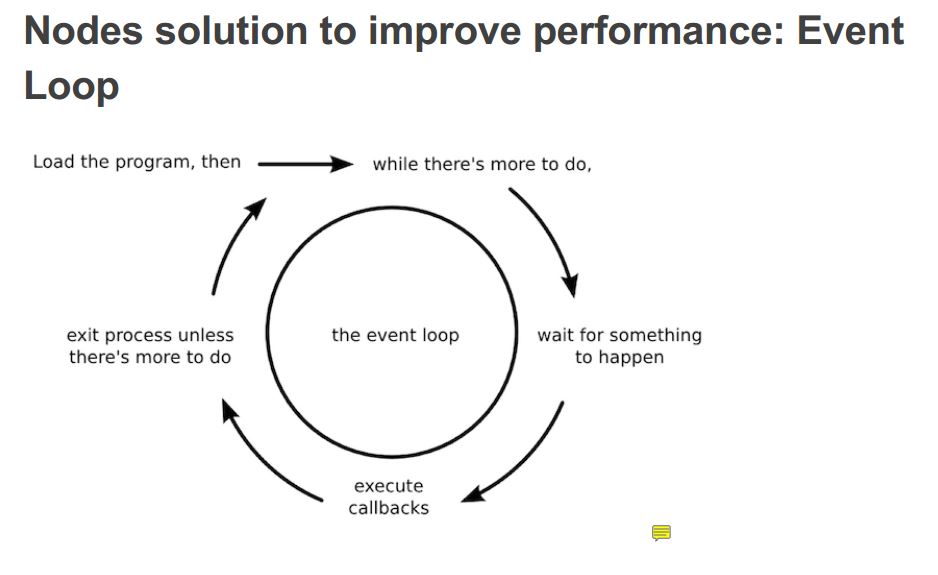 Nodes solution to improve performance: Event
Loop
Load the program, then
while there's more to do,
wait for something
to happen
execute
callbacks
exit process unless
there's more to do
the event loop